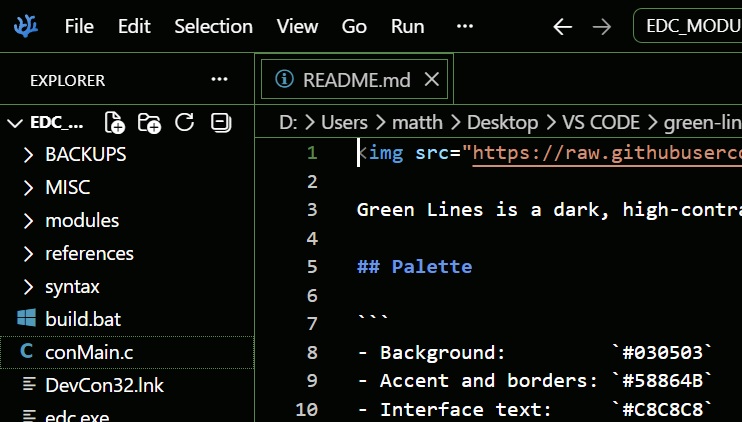 File Edit Selection View Go Run ··· ← → EDC_MODU
EXPLORER ···
README.md ×
EDC_...
D: > Users > matth > Desktop > VS CODE > green-lin
BACKUPS
MISC
modules
references
syntax
build.bat
C conMain.c
DevCon32.lnk
edc.exe
1 <img src="https://raw.githubuserco
2
3 Green Lines is a dark, high-contra
4
5 ## Palette
6
7 ```
8 - Background: `#030503`
9 - Accent and borders: `#58864B`
10 - Interface text: `#C8C8C8`